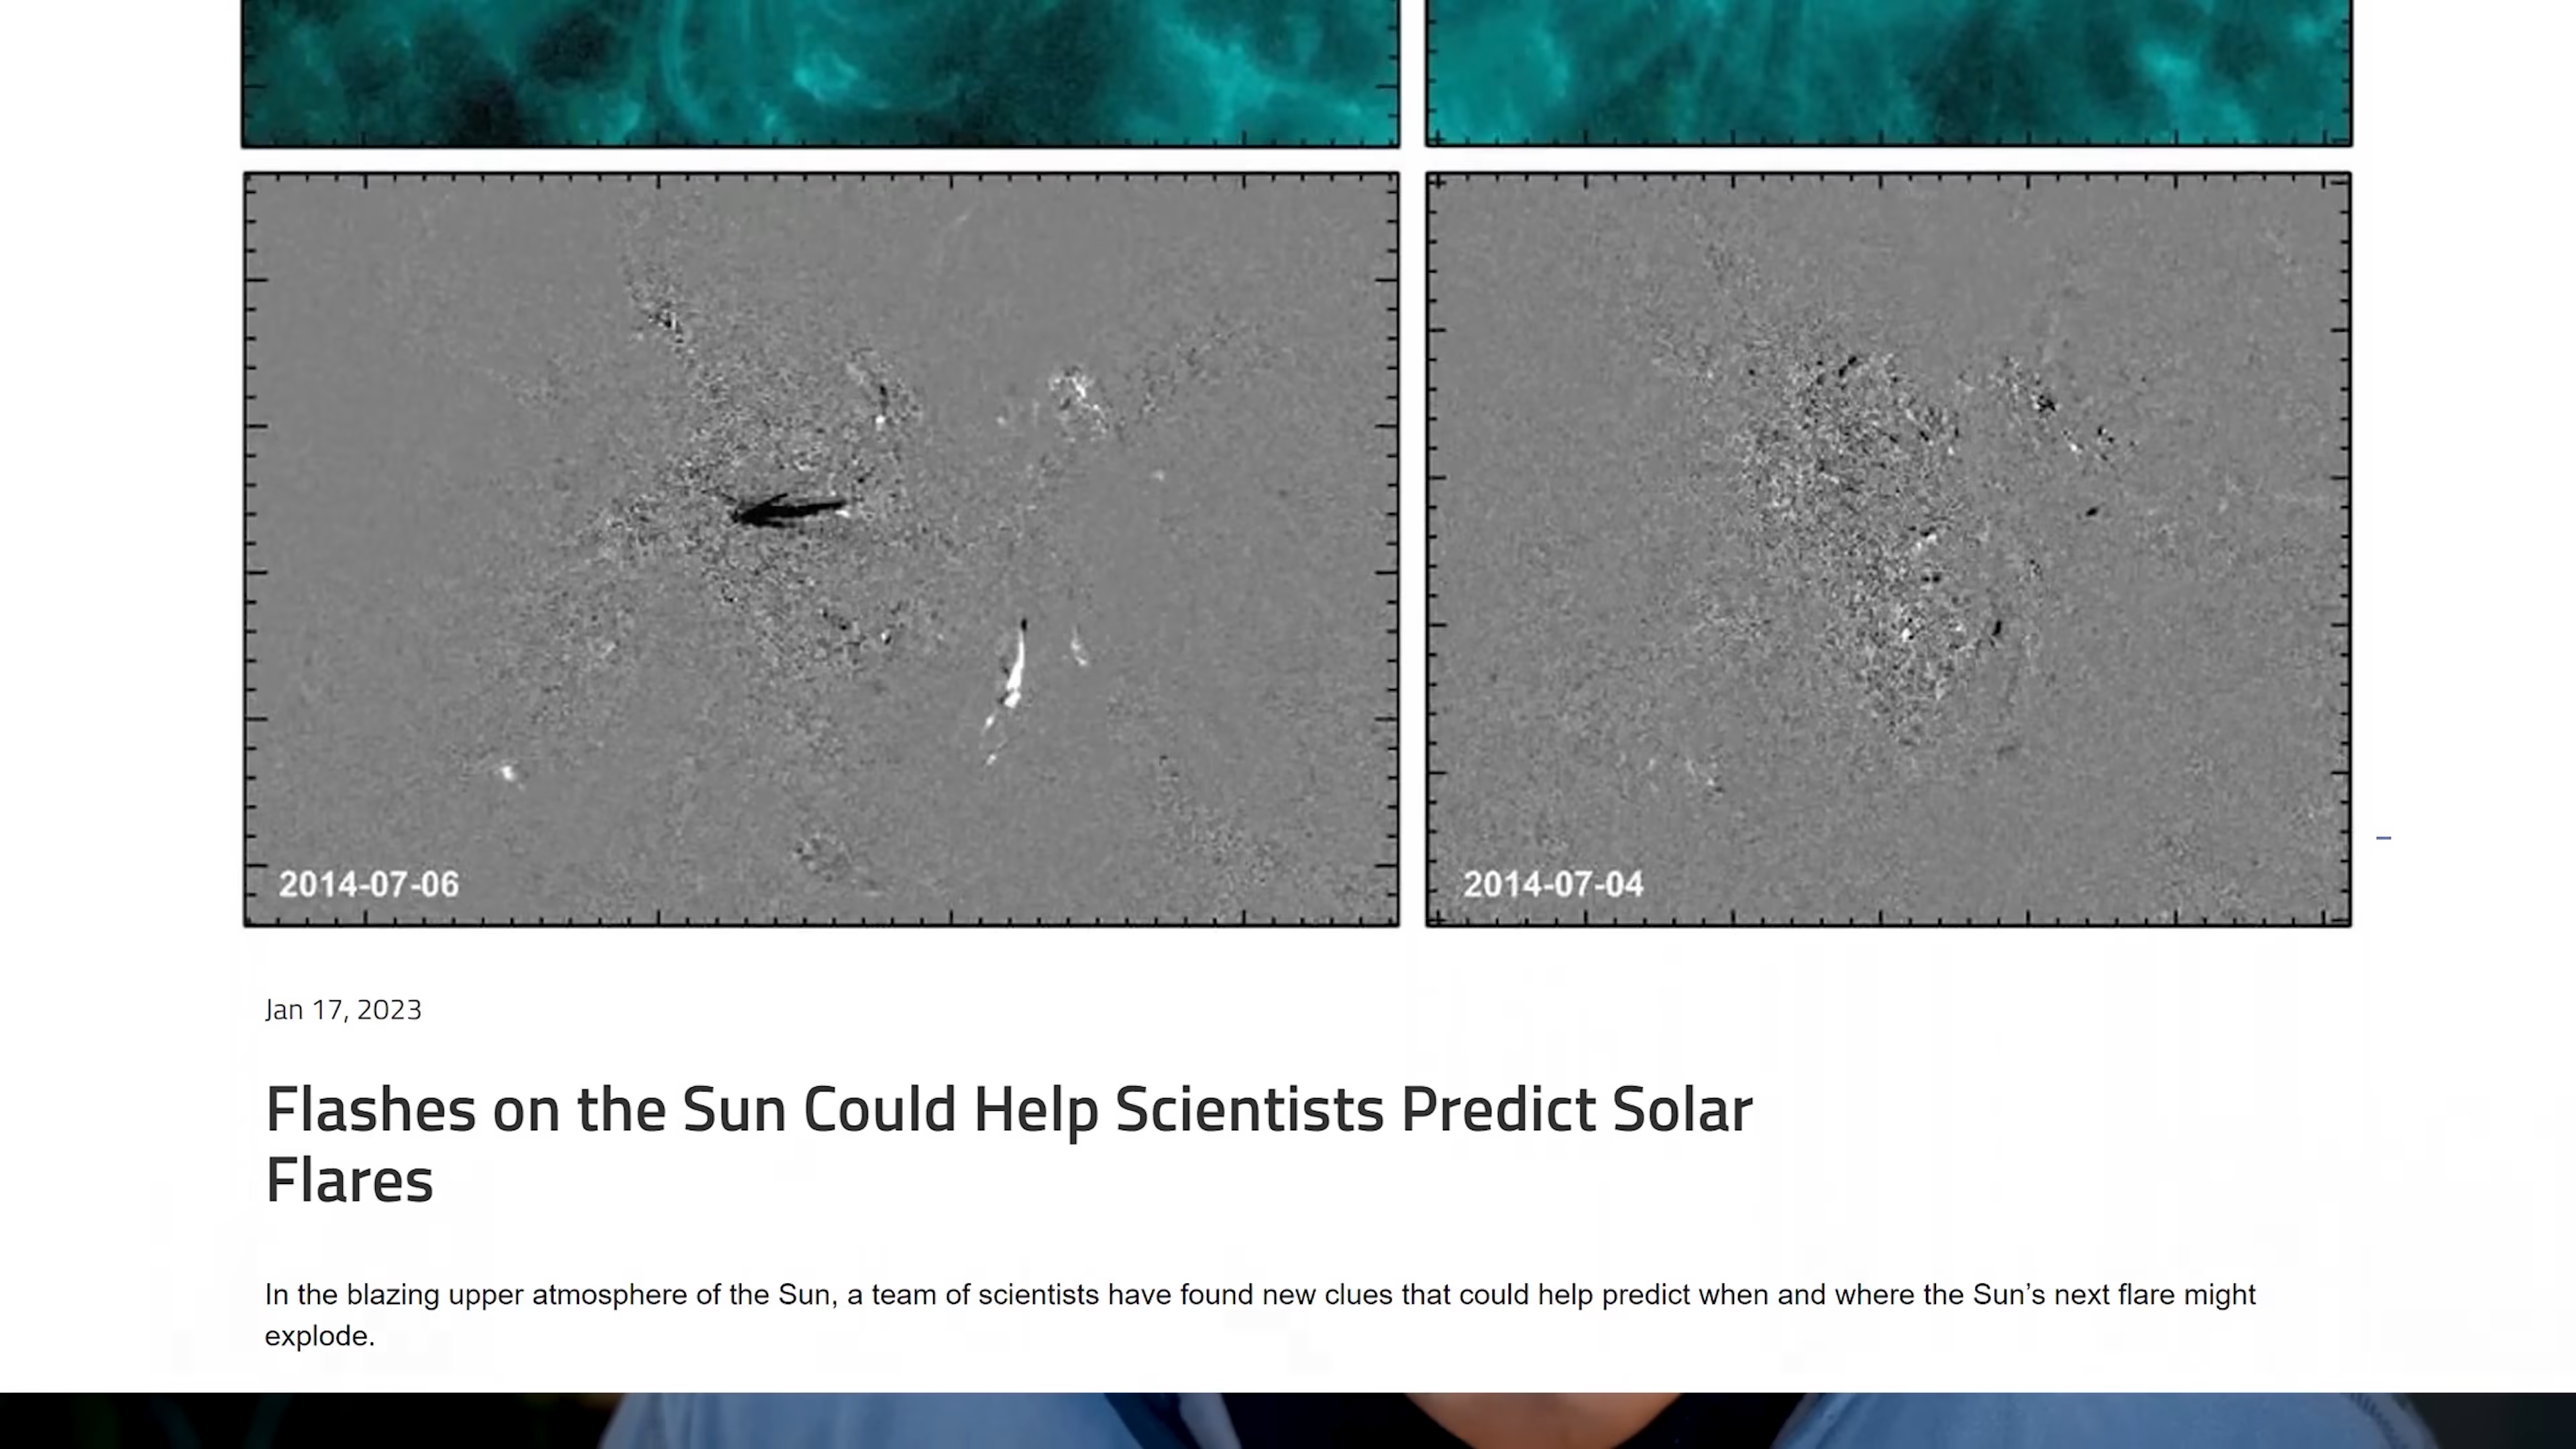 2014-07-06
2014-07-04
Jan 17, 2023
Flashes on the Sun Could Help Scientists Predict Solar
Flares
In the blazing upper atmosphere of the Sun, a team of scientists have found new clues that could help predict when and where the Sun’s next flare might
explode.